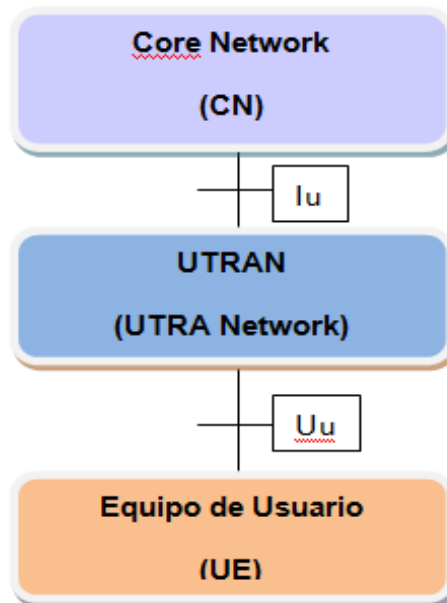 Core Network
(CN)
Iu
UTRAN
(UTRA Network)
Uu
Equipo de Usuario
(UE)